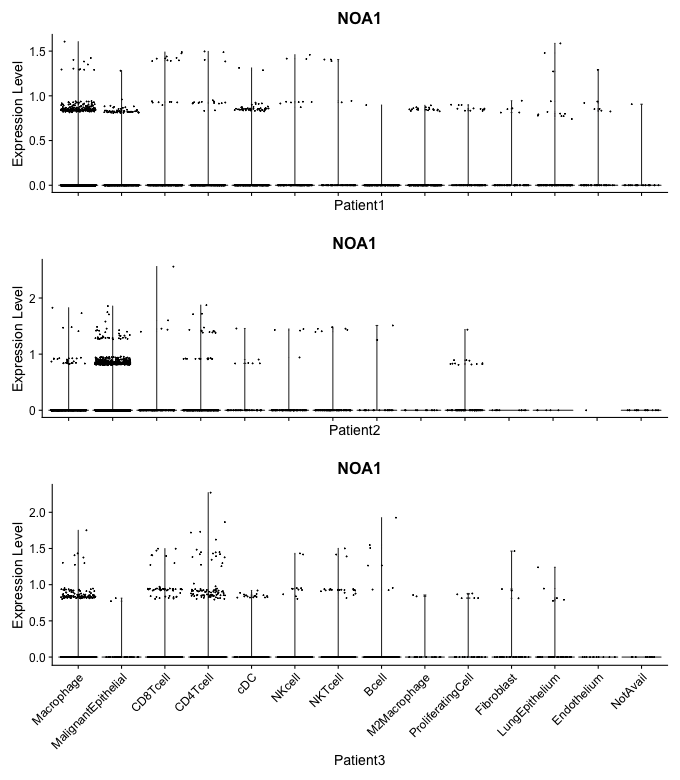 NOA1
Expression Level
1.5
1.0
0.5
0.0
Patient1
NOA1
Expression Level
2
1
0
Patient2
NOA1
Expression Level
2.0
1.5
1.0
0.5
0.0
Macrophage
MalignantEpithelial
CD8Tcell
CD4Tcell
cDC
NKcell
NKTcell
Bcell
M2Macrophage
ProliferatingCell
Fibroblast
LungEpithelium
Endothelium
NotAvail
Patient3